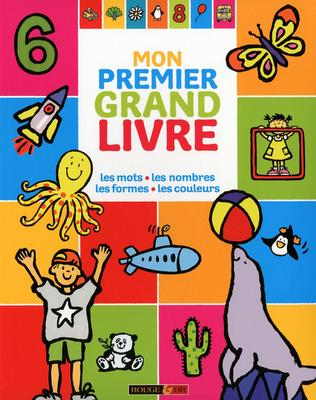 8
6
MON
PREMIER
GRAND
LIVRE
les mots • les nombres
les formes • les couleurs
ROUGE & OR